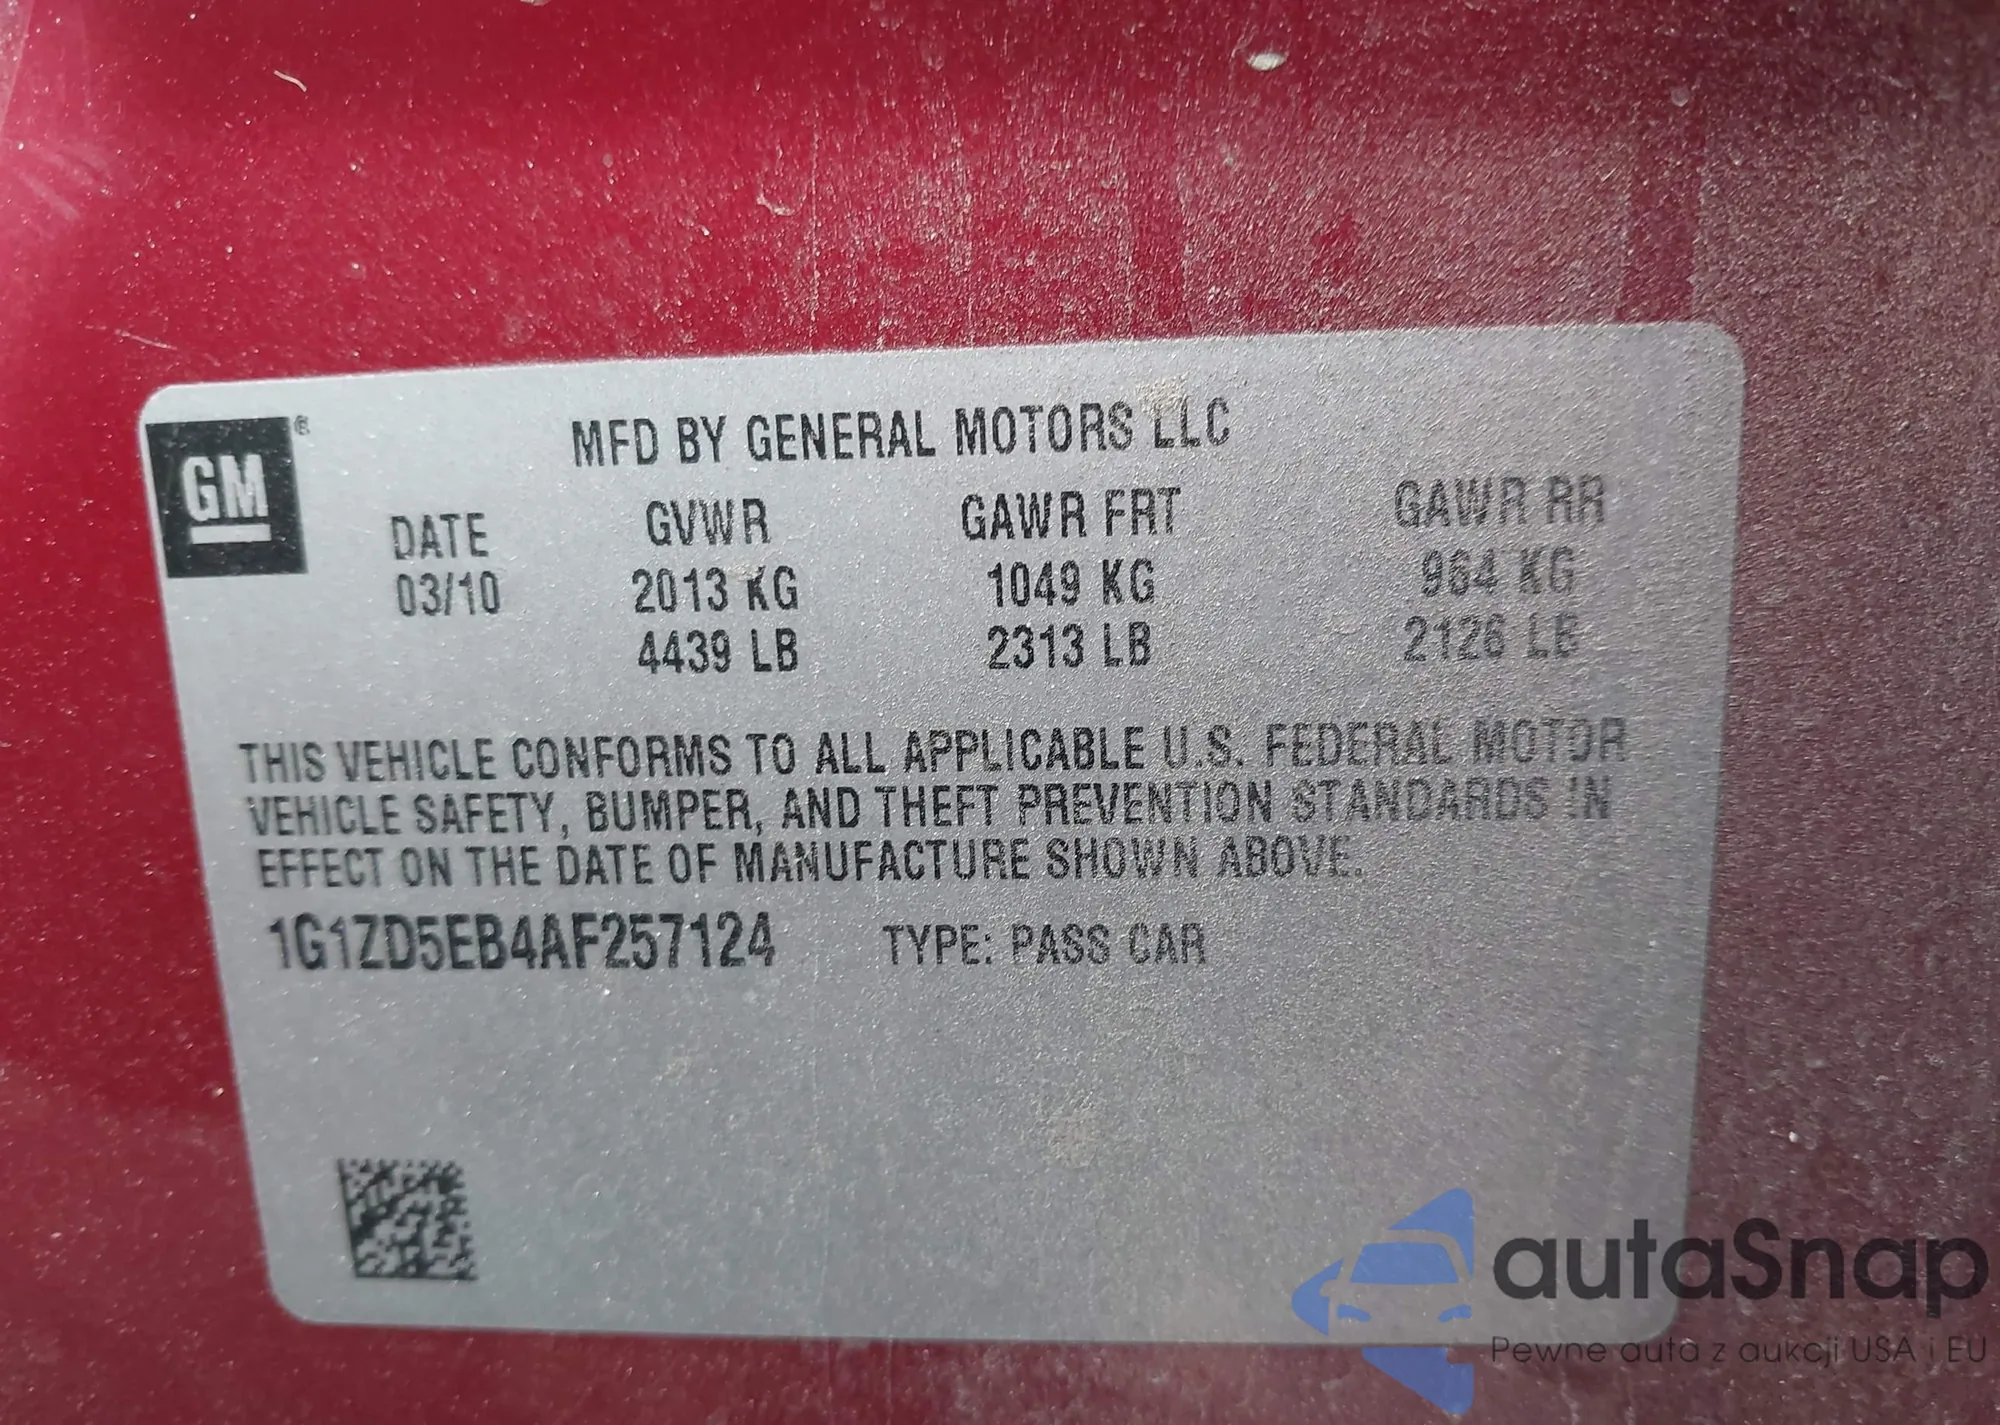 GM®
MFD BY GENERAL MOTORS LLC
DATE GVWR GAWR FRT GAWR RR
03/10 2013 KG 1049 KG 964 KG
4439 LB 2313 LB 2126 LB
THIS VEHICLE CONFORMS TO ALL APPLICABLE U.S. FEDERAL MOTOR
VEHICLE SAFETY, BUMPER, AND THEFT PREVENTION STANDARDS IN
EFFECT ON THE DATE OF MANUFACTURE SHOWN ABOVE.
1G1ZD5EB4AF257124 TYPE: PASS CAR
autaSnap
Pewne auta z aukcji USA i EU